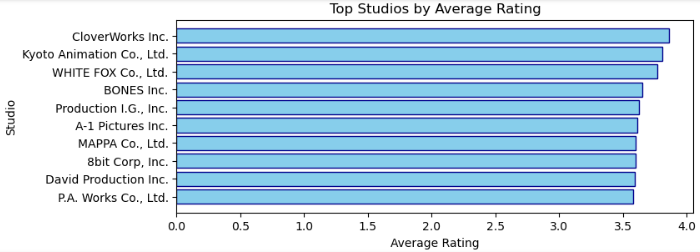 Top Studios by Average Rating
CloverWorks Inc.
Kyoto Animation Co., Ltd.
WHITE FOX Co., Ltd.
BONES Inc.
Production I.G., Inc.
A-1 Pictures Inc.
MAPPA Co., Ltd.
8bit Corp, Inc.
David Production Inc.
P.A. Works Co., Ltd.
Studio
0.0 0.5 1.0 1.5 2.0 2.5 3.0 3.5 4.0
Average Rating